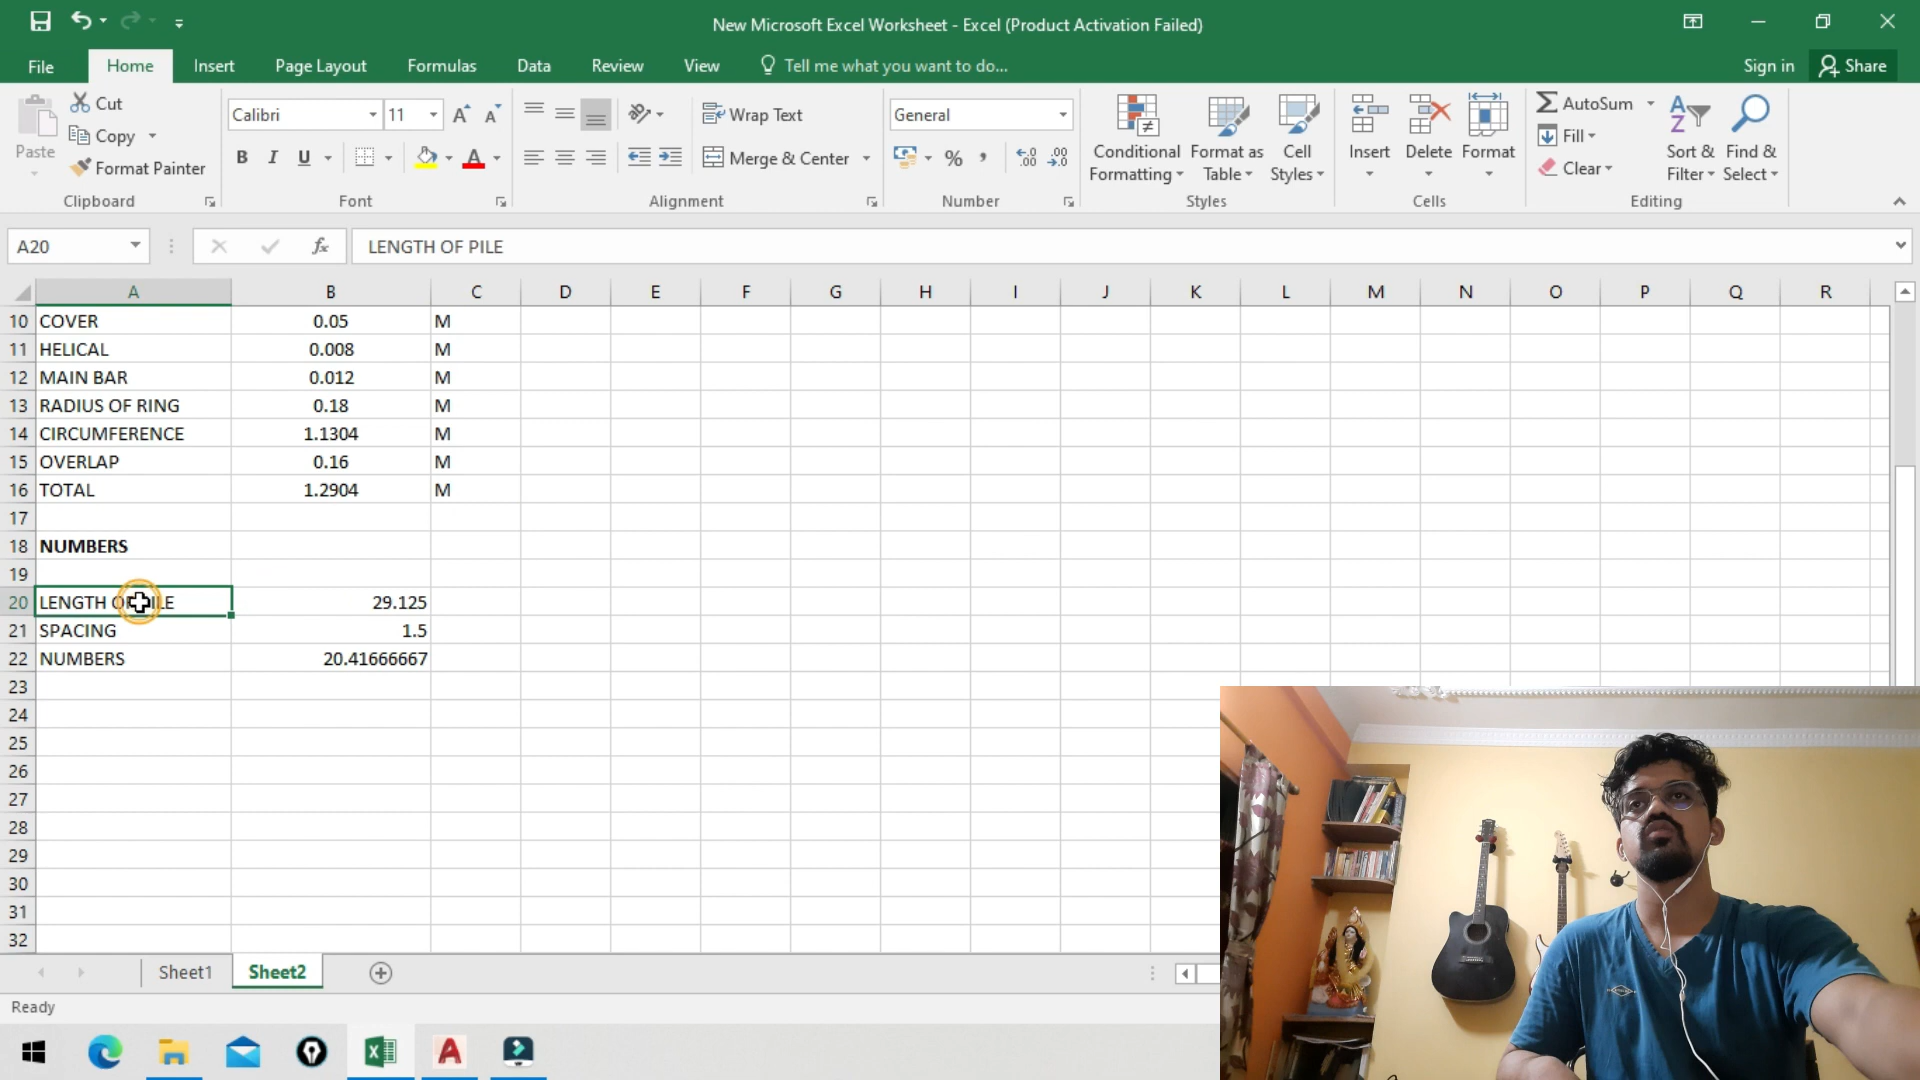 New Microsoft Excel Worksheet - Excel (Product Activation Failed)
File Home Insert Page Layout Formulas Data Review View Tell me what you want to do... Sign in Share
Paste Cut Copy Format Painter Clipboard
Calibri 11 B I U A Font
Wrap Text Merge & Center Alignment
General % Number
Conditional Formatting Format as Table Cell Styles Styles
Insert Delete Format Cells
AutoSum Fill Clear Sort & Filter Find & Select Editing
A20 fx LENGTH OF PILE
A B C D E F G H I J K L M N O P Q R
10 COVER 0.05 M
11 HELICAL 0.008 M
12 MAIN BAR 0.012 M
13 RADIUS OF RING 0.18 M
14 CIRCUMFERENCE 1.1304 M
15 OVERLAP 0.16 M
16 TOTAL 1.2904 M
17
18 NUMBERS
19
20 LENGTH OF PILE 29.125
21 SPACING 1.5
22 NUMBERS 20.41666667
23
24
25
26
27
28
29
30
31
32
Sheet1 Sheet2
Ready